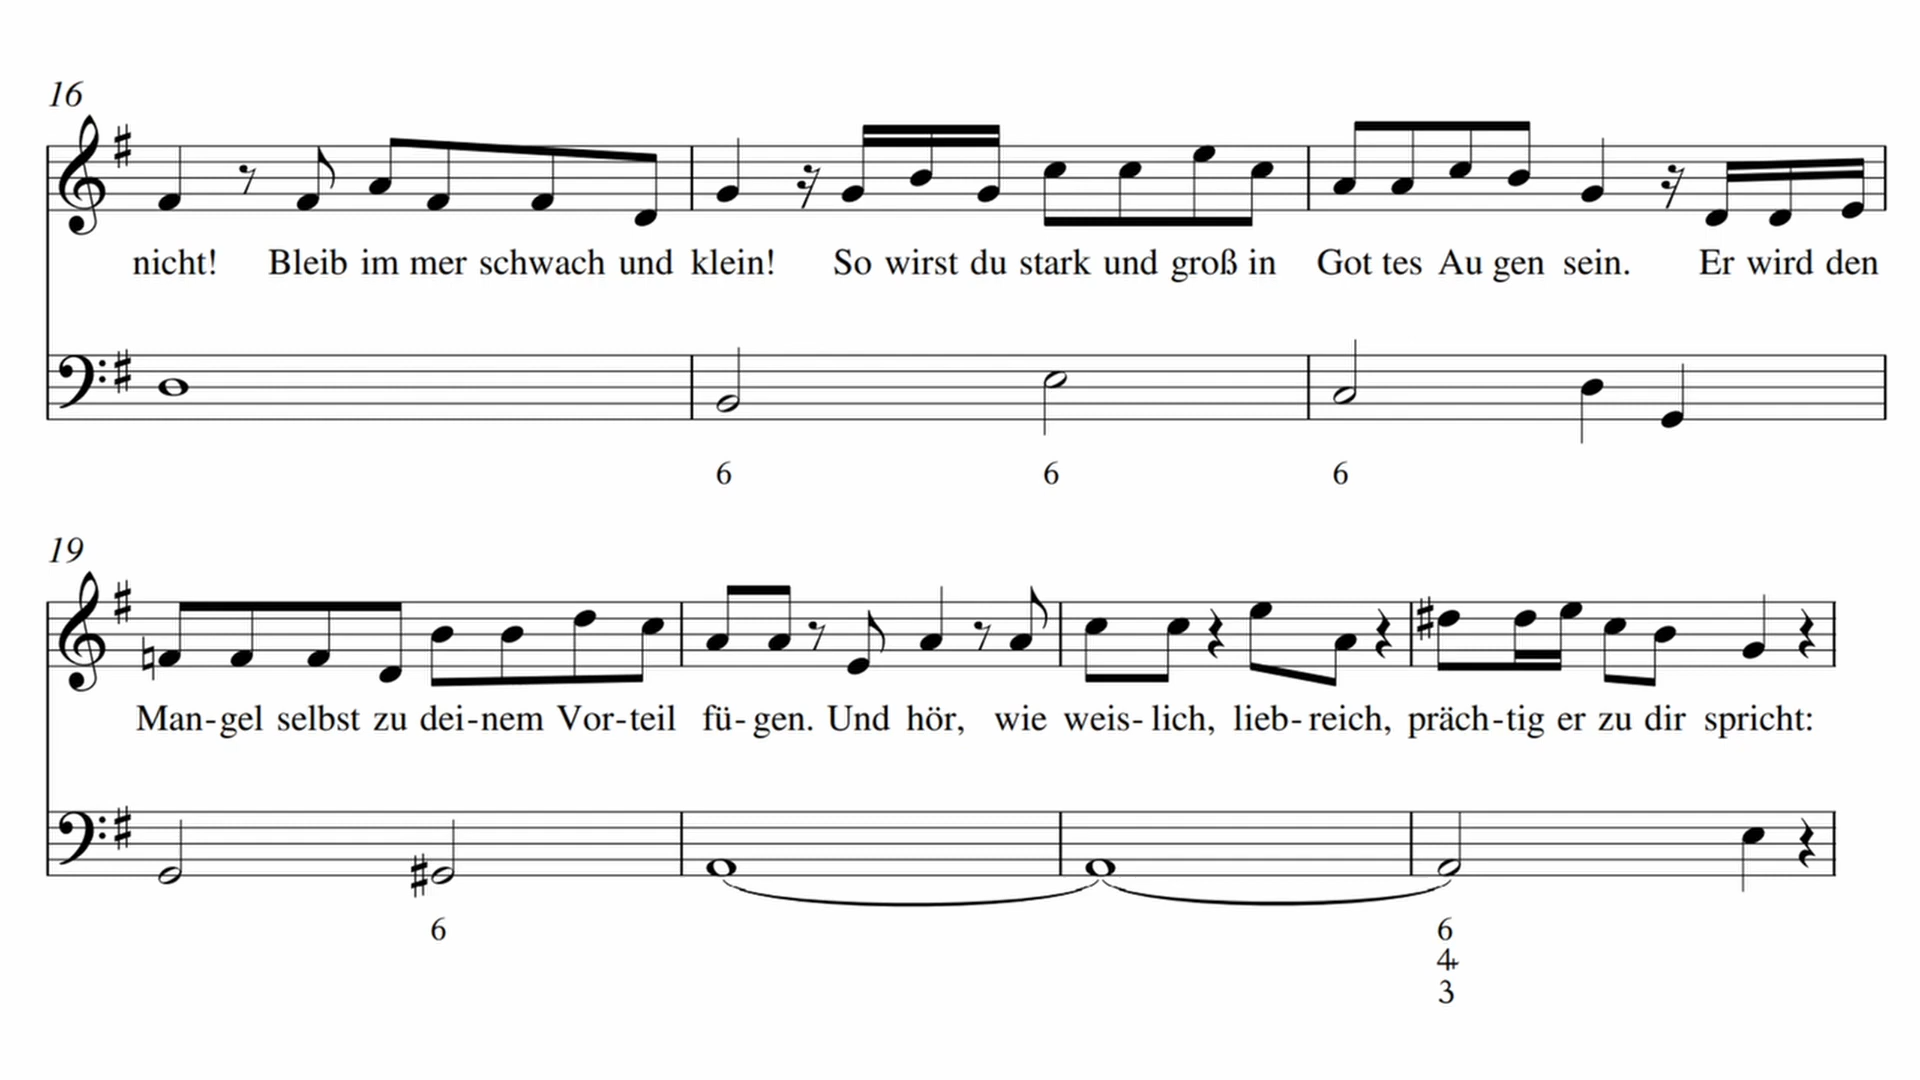 16
nicht! Bleib im mer schwach und klein! So wirst du stark und groß in Got tes Au gen sein. Er wird den
6 6 6
19
Man-gel selbst zu dei-nem Vor-teil fü-gen. Und hör, wie weis-lich, lieb-reich, präch-tig er zu dir spricht:
6 6
4
3